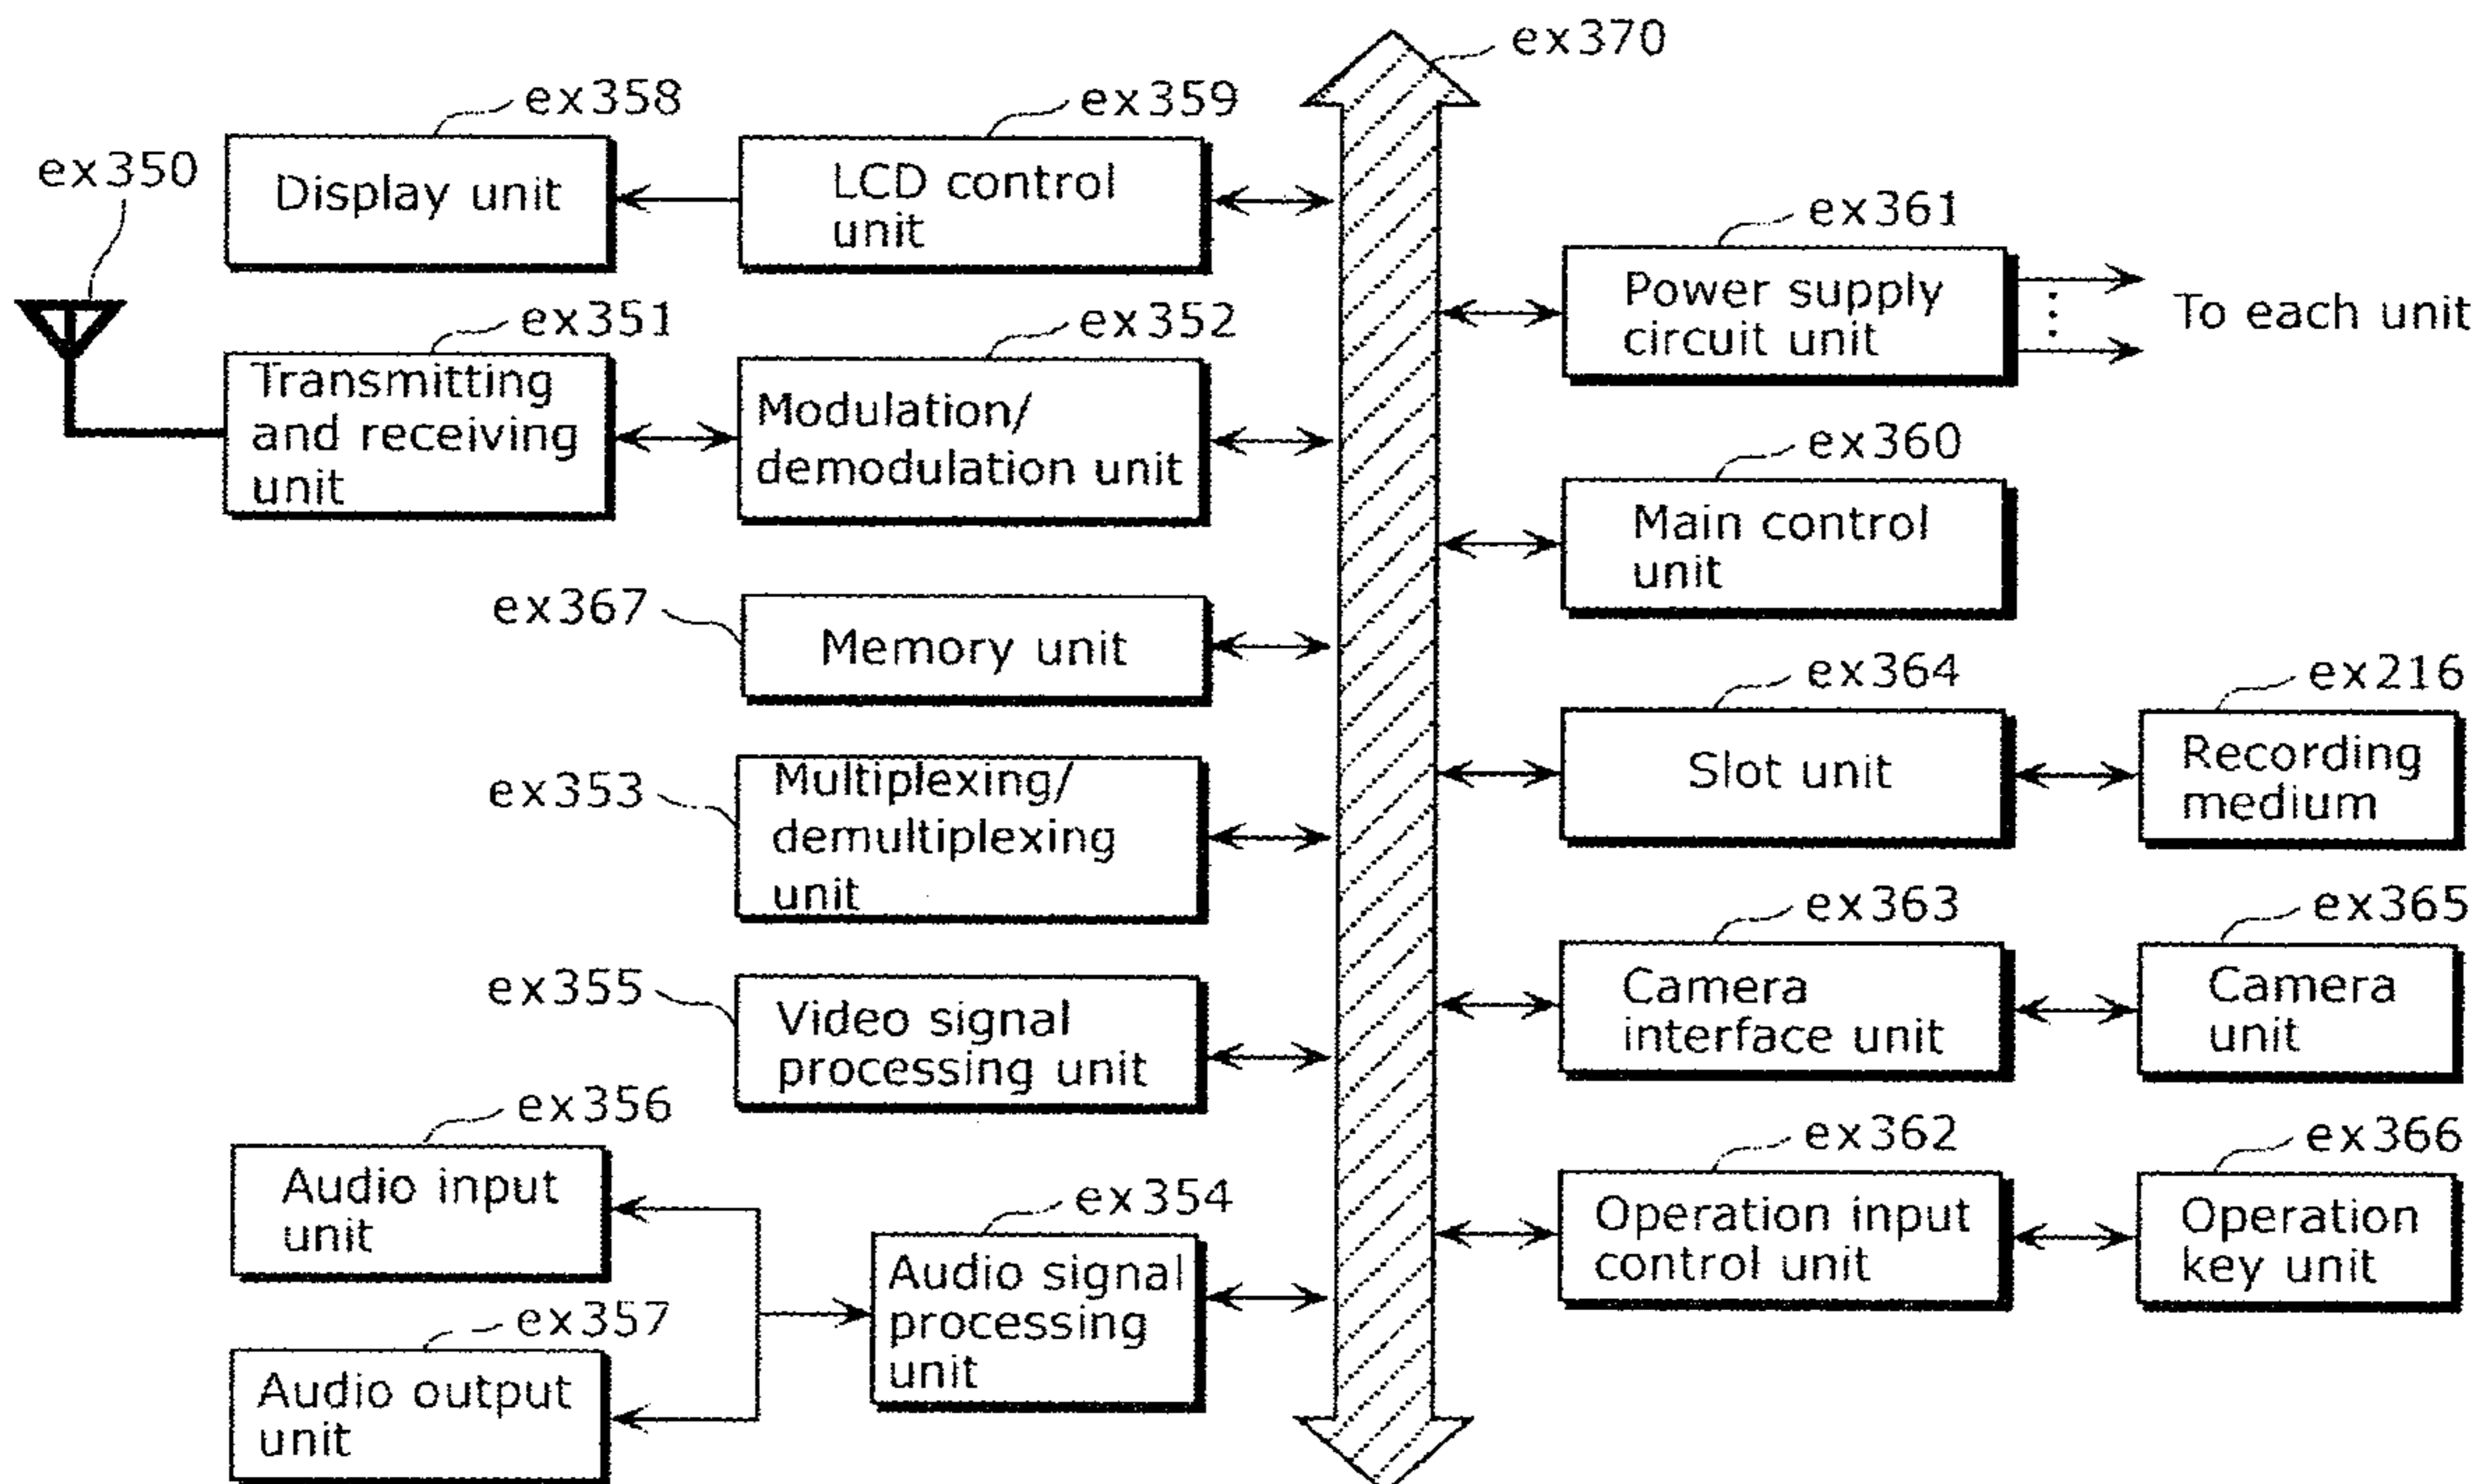 ex370
ex358
ex359
ex350
Display unit
LCD control
unit
ex361
Power supply
circuit unit
To each unit
ex351
ex352
Transmitting
and receiving
unit
Modulation/
demodulation unit
ex360
Main control
unit
ex367
Memory unit
ex364
ex216
Slot unit
Recording
medium
ex353
Multiplexing/
demultiplexing
unit
ex363
ex365
Camera
interface unit
Camera
unit
ex355
Video signal
processing unit
ex356
Audio input
unit
ex362
ex366
Operation input
control unit
Operation
key unit
ex354
Audio signal
processing
unit
ex357
Audio output
unit